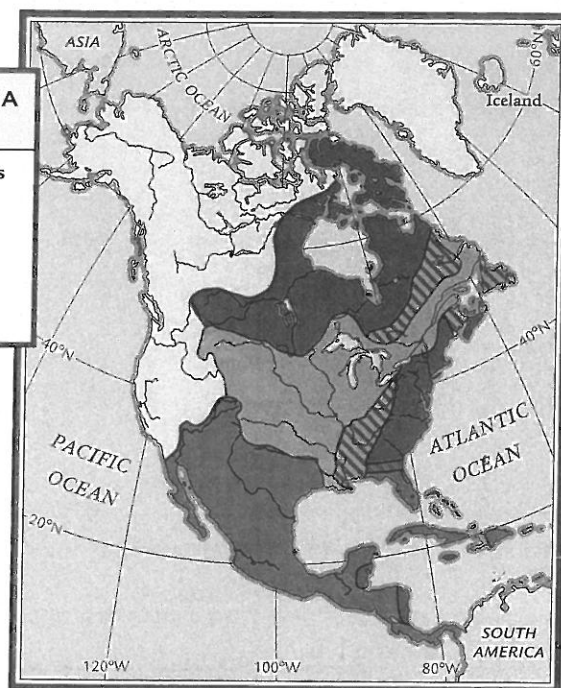 ASIA
ARCTIC OCEAN
60°N
Iceland
A
s
40°N
40°N
PACIFIC
OCEAN
ATLANTIC
OCEAN
20°N
SOUTH
AMERICA
120°W
100°W
80°W